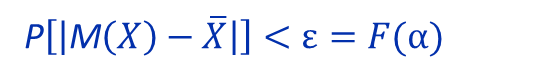 P[|M(X) − X̄|] < ε = F(α)